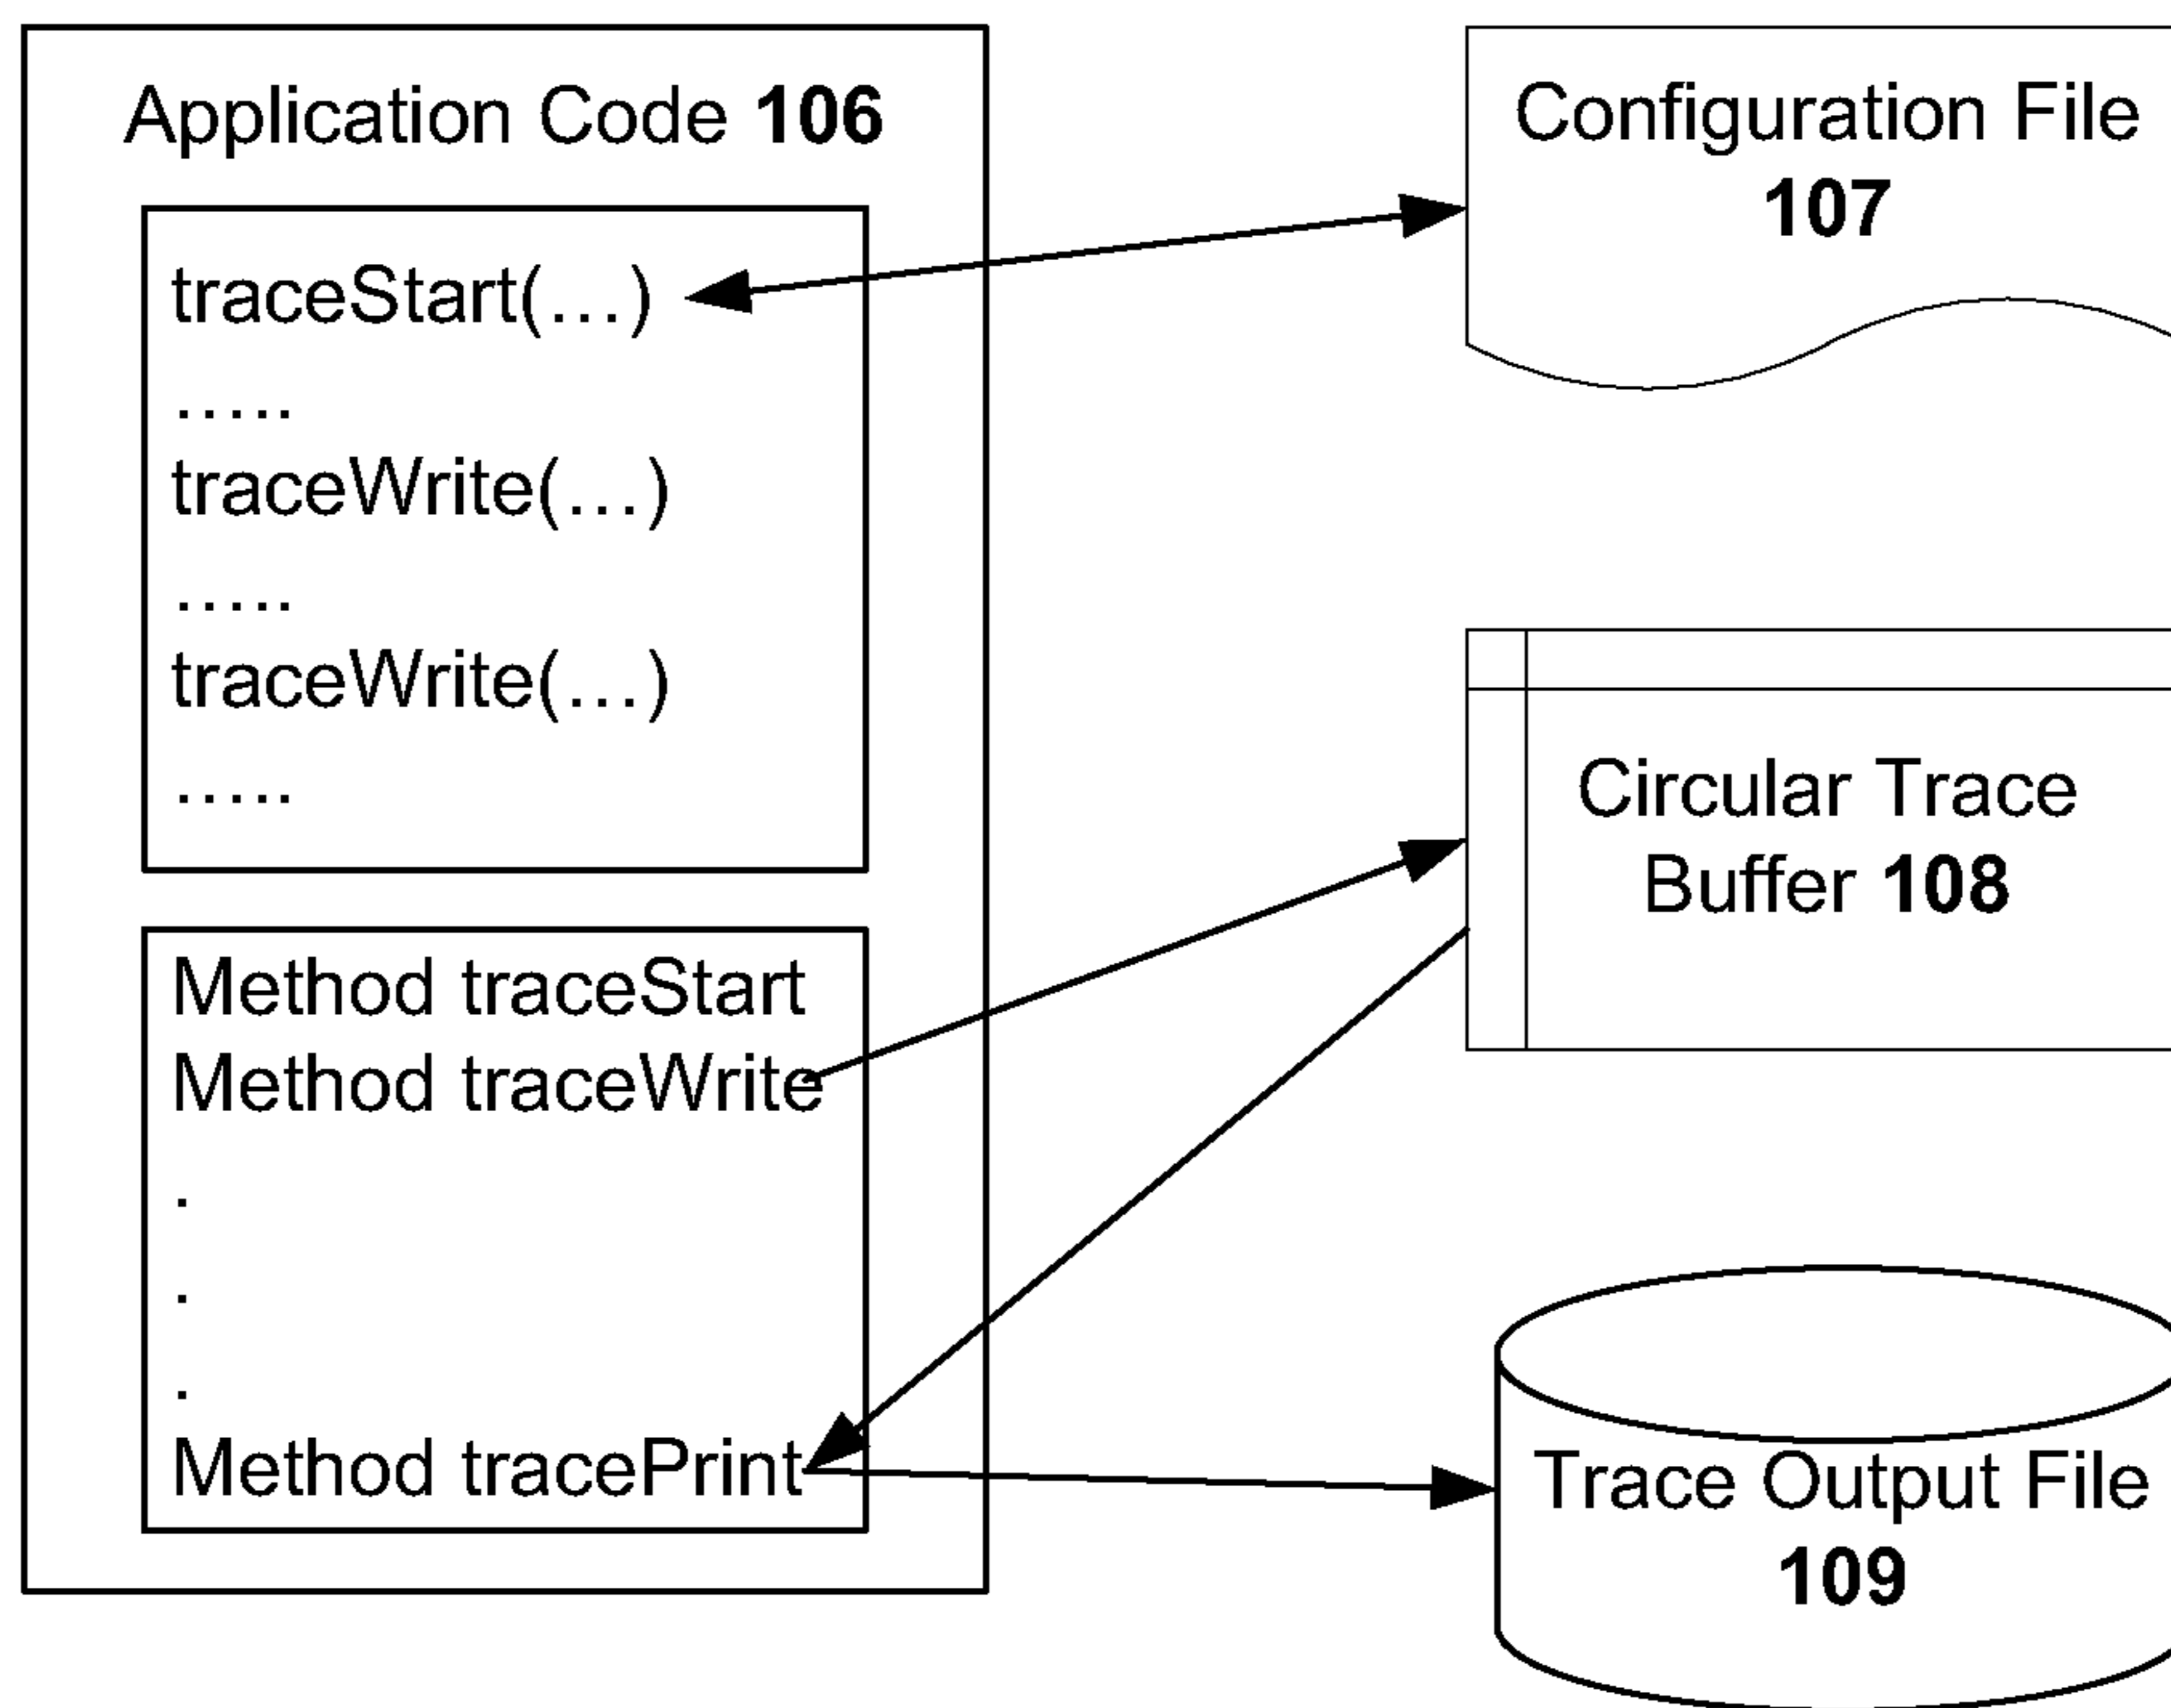 Application Code 106
traceStart(...)
.....
traceWrite(...)
.....
traceWrite(...)
.....
Method traceStart
Method traceWrite
.
.
.
Method tracePrint
Configuration File
107
Circular Trace
Buffer 108
Trace Output File
109